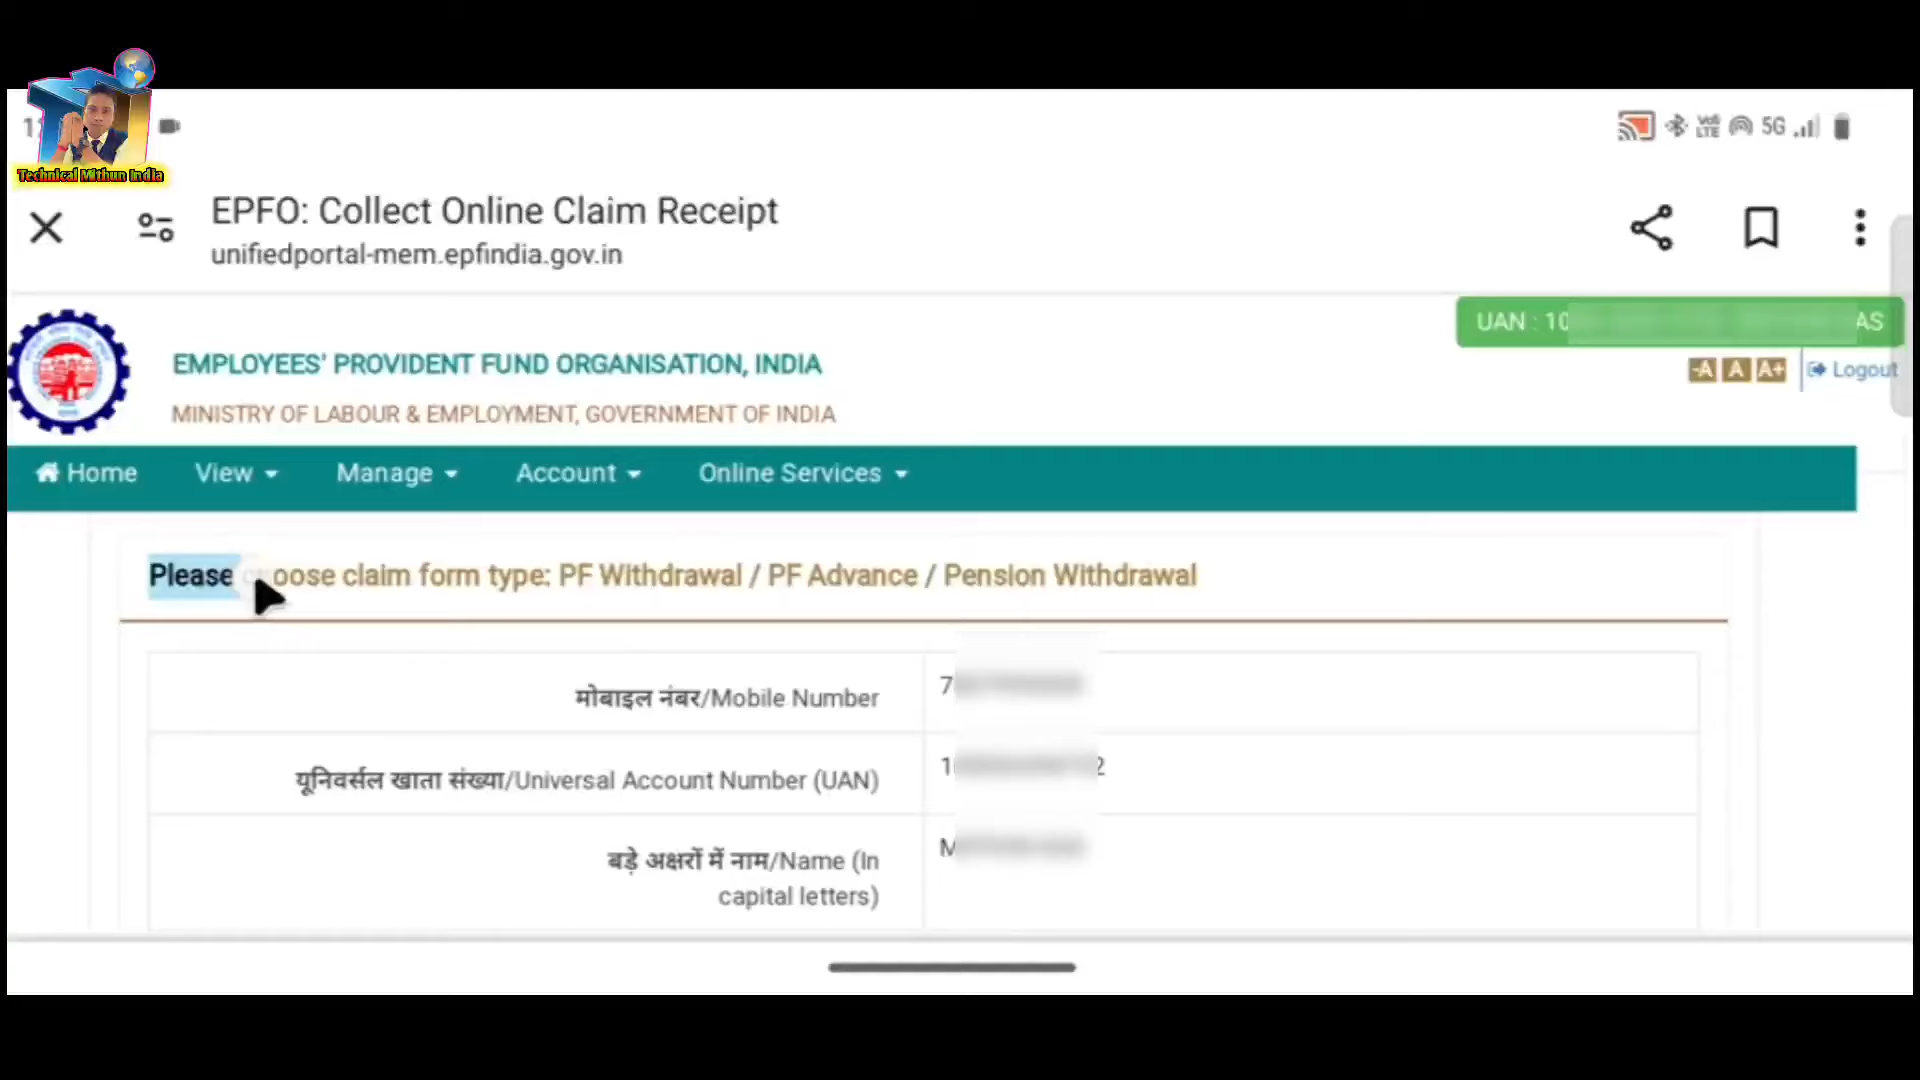 Technical Mithun India
VoLTE 5G
EPFO: Collect Online Claim Receipt
unifiedportal-mem.epfindia.gov.in
UAN : 10 AS
EMPLOYEES' PROVIDENT FUND ORGANISATION, INDIA
-A A A+ Logout
MINISTRY OF LABOUR & EMPLOYMENT, GOVERNMENT OF INDIA
Home View Manage Account Online Services
Please oose claim form type: PF Withdrawal / PF Advance / Pension Withdrawal
मोबाइल नंबर/Mobile Number 7
यूनिवर्सल खाता संख्या/Universal Account Number (UAN) 1 2
बड़े अक्षरों में नाम/Name (In M
capital letters)